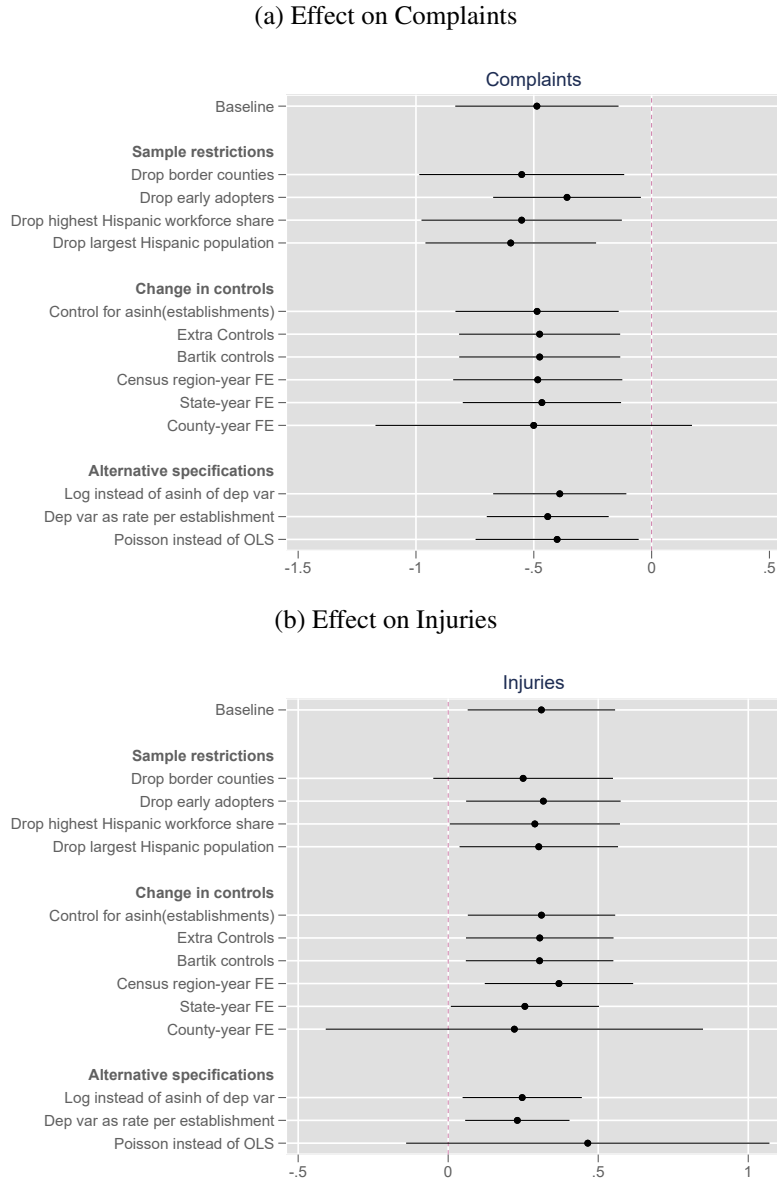 (a) Effect on Complaints
Complaints
Baseline
Sample restrictions
Drop border counties
Drop early adopters
Drop highest Hispanic workforce share
Drop largest Hispanic population
Change in controls
Control for asinh(establishments)
Extra Controls
Bartik controls
Census region-year FE
State-year FE
County-year FE
Alternative specifications
Log instead of asinh of dep var
Dep var as rate per establishment
Poisson instead of OLS
-1.5 -1 -.5 0 .5
(b) Effect on Injuries
Injuries
Baseline
Sample restrictions
Drop border counties
Drop early adopters
Drop highest Hispanic workforce share
Drop largest Hispanic population
Change in controls
Control for asinh(establishments)
Extra Controls
Bartik controls
Census region-year FE
State-year FE
County-year FE
Alternative specifications
Log instead of asinh of dep var
Dep var as rate per establishment
Poisson instead of OLS
-.5 0 .5 1